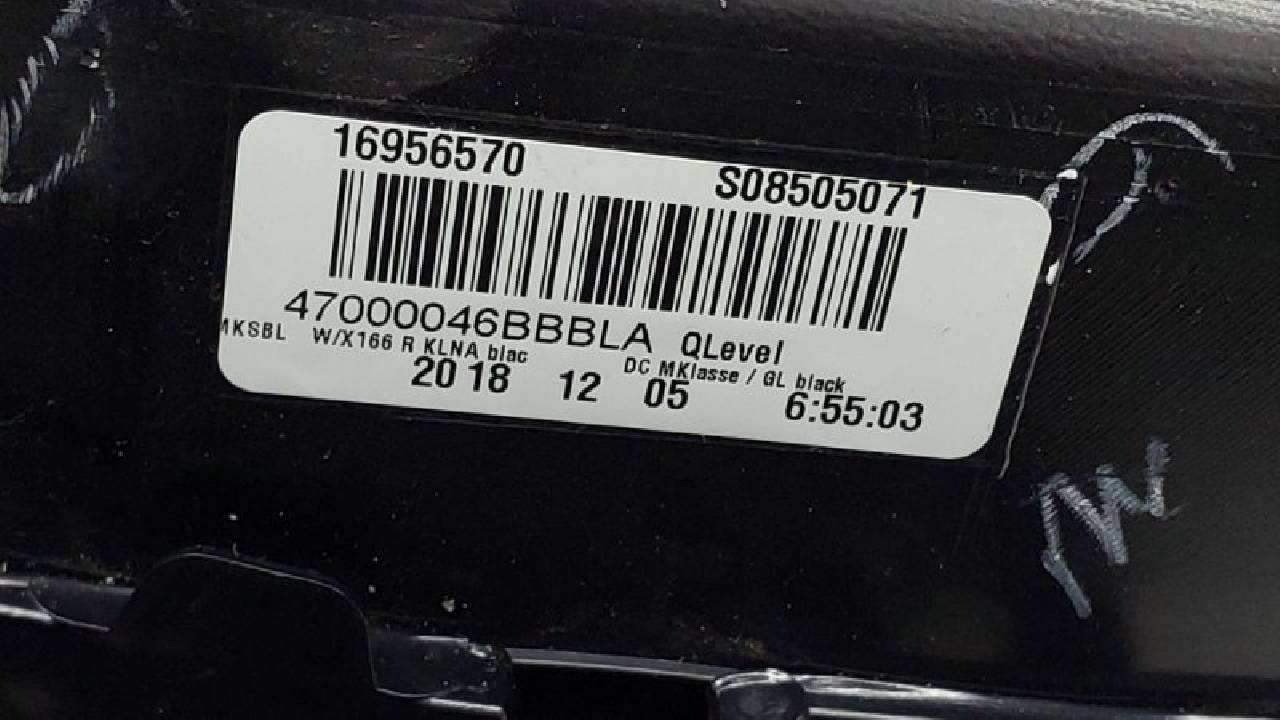 16956570 S08505071
47000046BBBLA QLevel
MKSBL W/X166 R KLNA blac DC MKlasse / GL black
2018 12 05 6:55:03